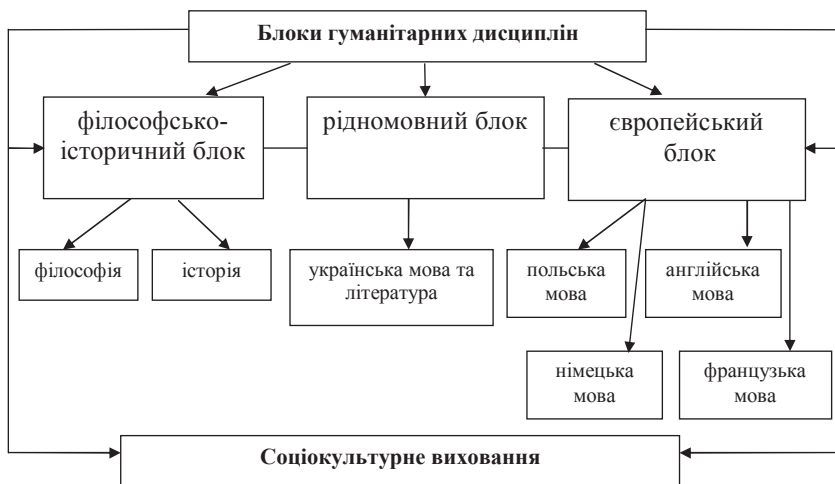 Блоки гуманітарних дисциплін
філософсько-
історичний блок
рідномовний блок
європейський
блок
філософія
історія
українська мова та
література
польська
мова
англійська
мова
німецька
мова
французька
мова
Соціокультурне виховання